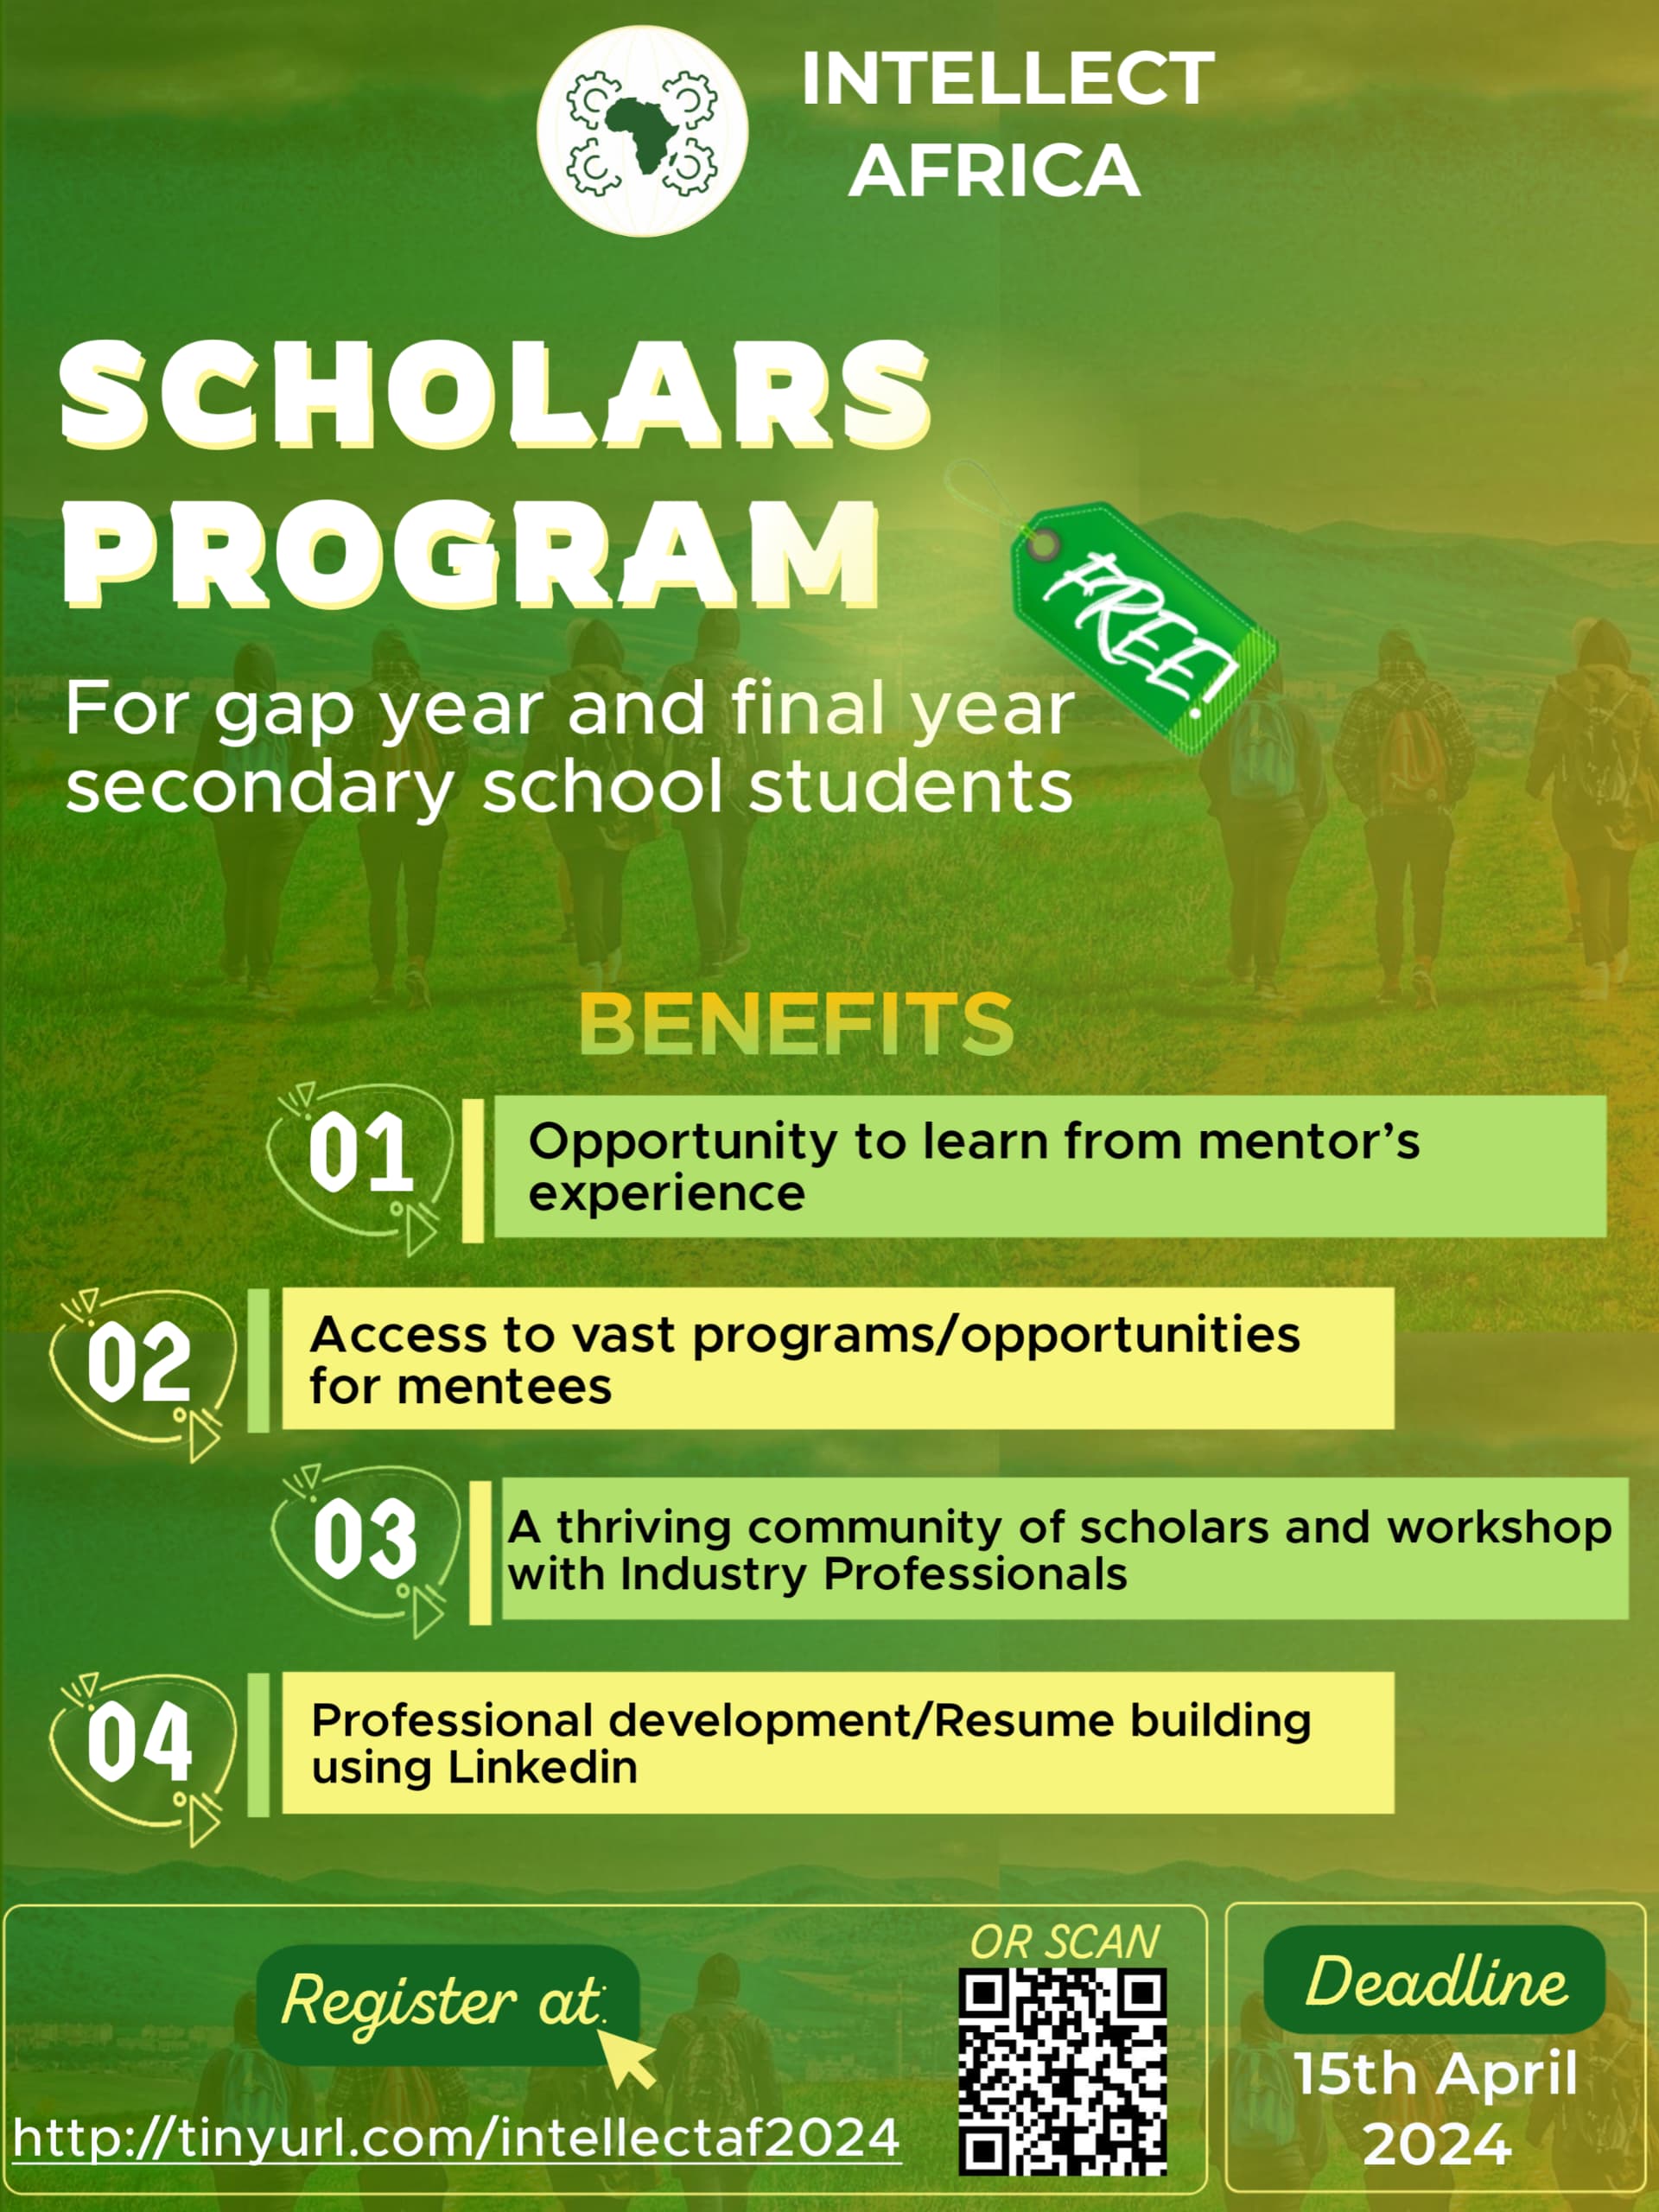 INTELLECT
AFRICA
SCHOLARS
PROGRAM
FREE!
For gap year and final year
secondary school students
BENEFITS
01
Opportunity to learn from mentor’s
experience
02
Access to vast programs/opportunities
for mentees
03
A thriving community of scholars and workshop
with Industry Professionals
04
Professional development/Resume building
using Linkedin
Register at:
http://tinyurl.com/intellectaf2024
OR SCAN
Deadline
15th April
2024